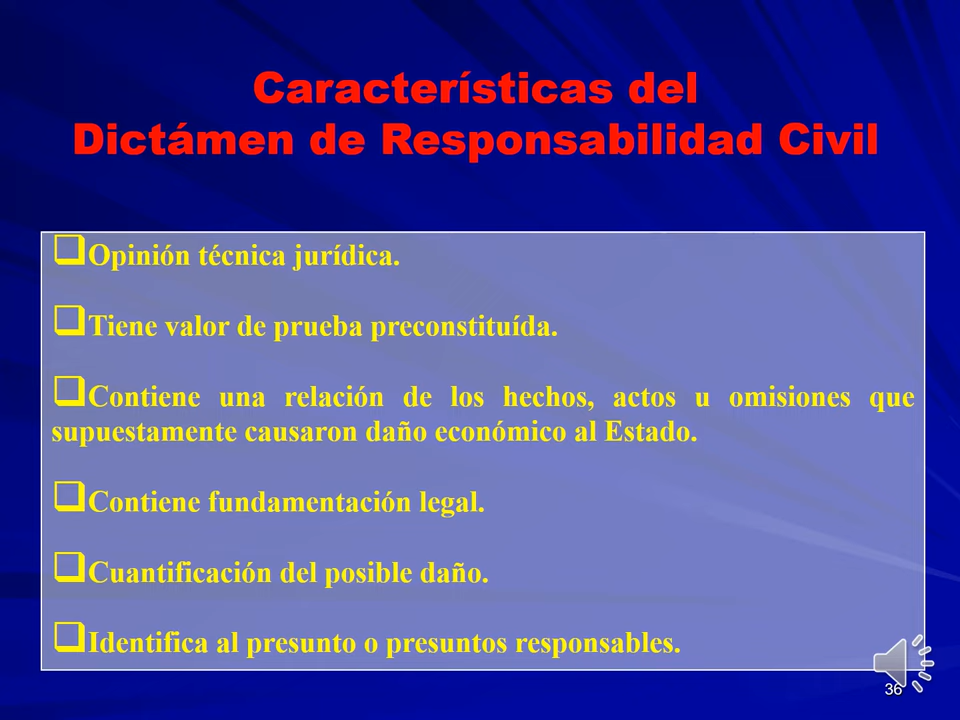 Características del
Dictámen de Responsabilidad Civil
❑Opinión técnica jurídica.
❑Tiene valor de prueba preconstituída.
❑Contiene una relación de los hechos, actos u omisiones que
supuestamente causaron daño económico al Estado.
❑Contiene fundamentación legal.
❑Cuantificación del posible daño.
❑Identifica al presunto o presuntos responsables.
36